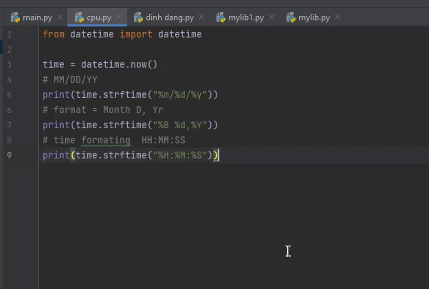 main.py cpu.py dinh dang.py mylib1.py mylib.py
1 from datetime import datetime
2
3 time = datetime.now()
4 # MM/DD/YY
5 print(time.strftime("%m/%d/%y"))
6 # format = Month D, Yr
7 print(time.strftime("%B %d,%Y"))
8 # time formating HH:MM:SS
9 print(time.strftime("%H:%M:%S"))